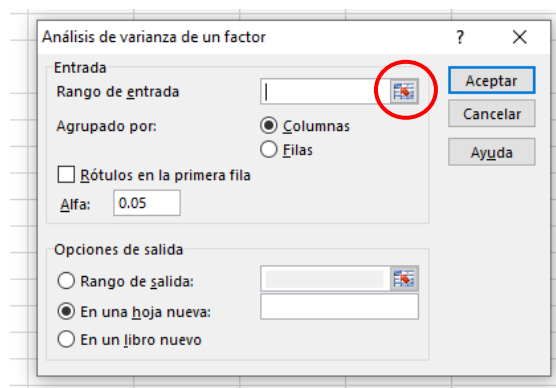 Análisis de varianza de un factor ? X
Entrada
Rango de entrada
Aceptar
Agrupado por: Columnas
Cancelar
Filas
Ayuda
Rótulos en la primera fila
Alfa: 0.05
Opciones de salida
Rango de salida:
En una hoja nueva:
En un libro nuevo